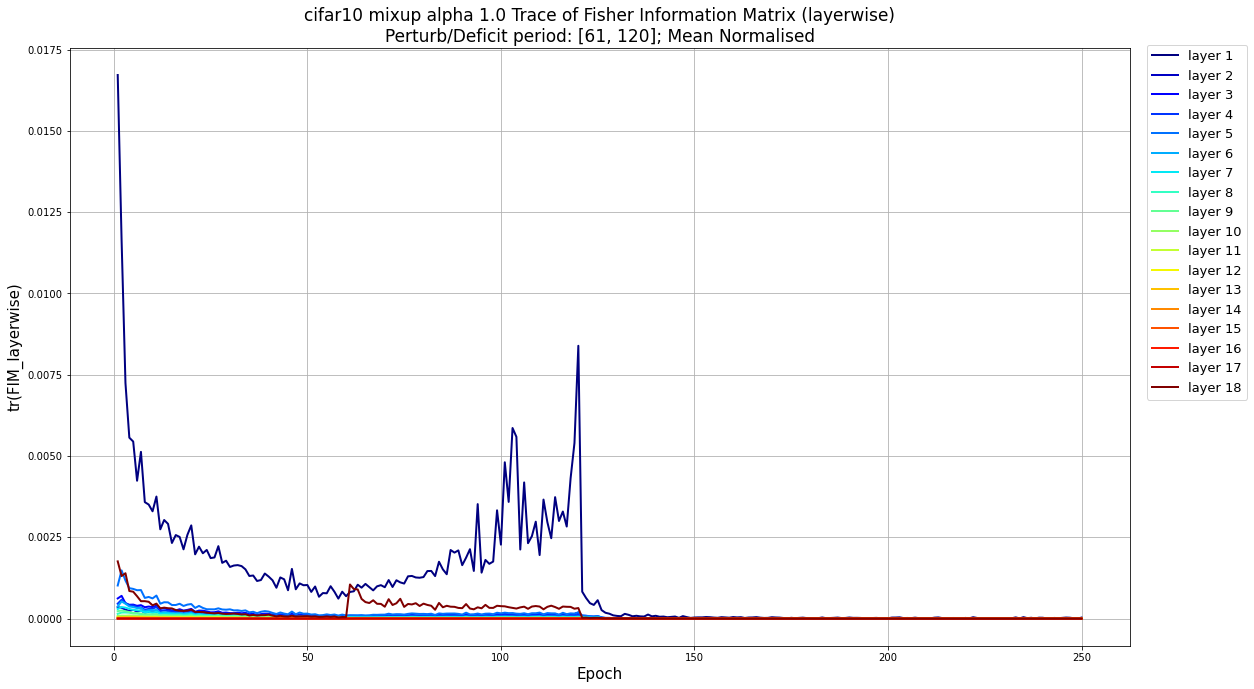 cifar10 mixup alpha 1.0 Trace of Fisher Information Matrix (layerwise)
Perturb/Deficit period: [61, 120]; Mean Normalised
0.0175
0.0150
0.0125
0.0100
0.0075
0.0050
0.0025
0.0000
tr(FIM_layerwise)
0
50
100
150
200
250
Epoch
layer 1
layer 2
layer 3
layer 4
layer 5
layer 6
layer 7
layer 8
layer 9
layer 10
layer 11
layer 12
layer 13
layer 14
layer 15
layer 16
layer 17
layer 18